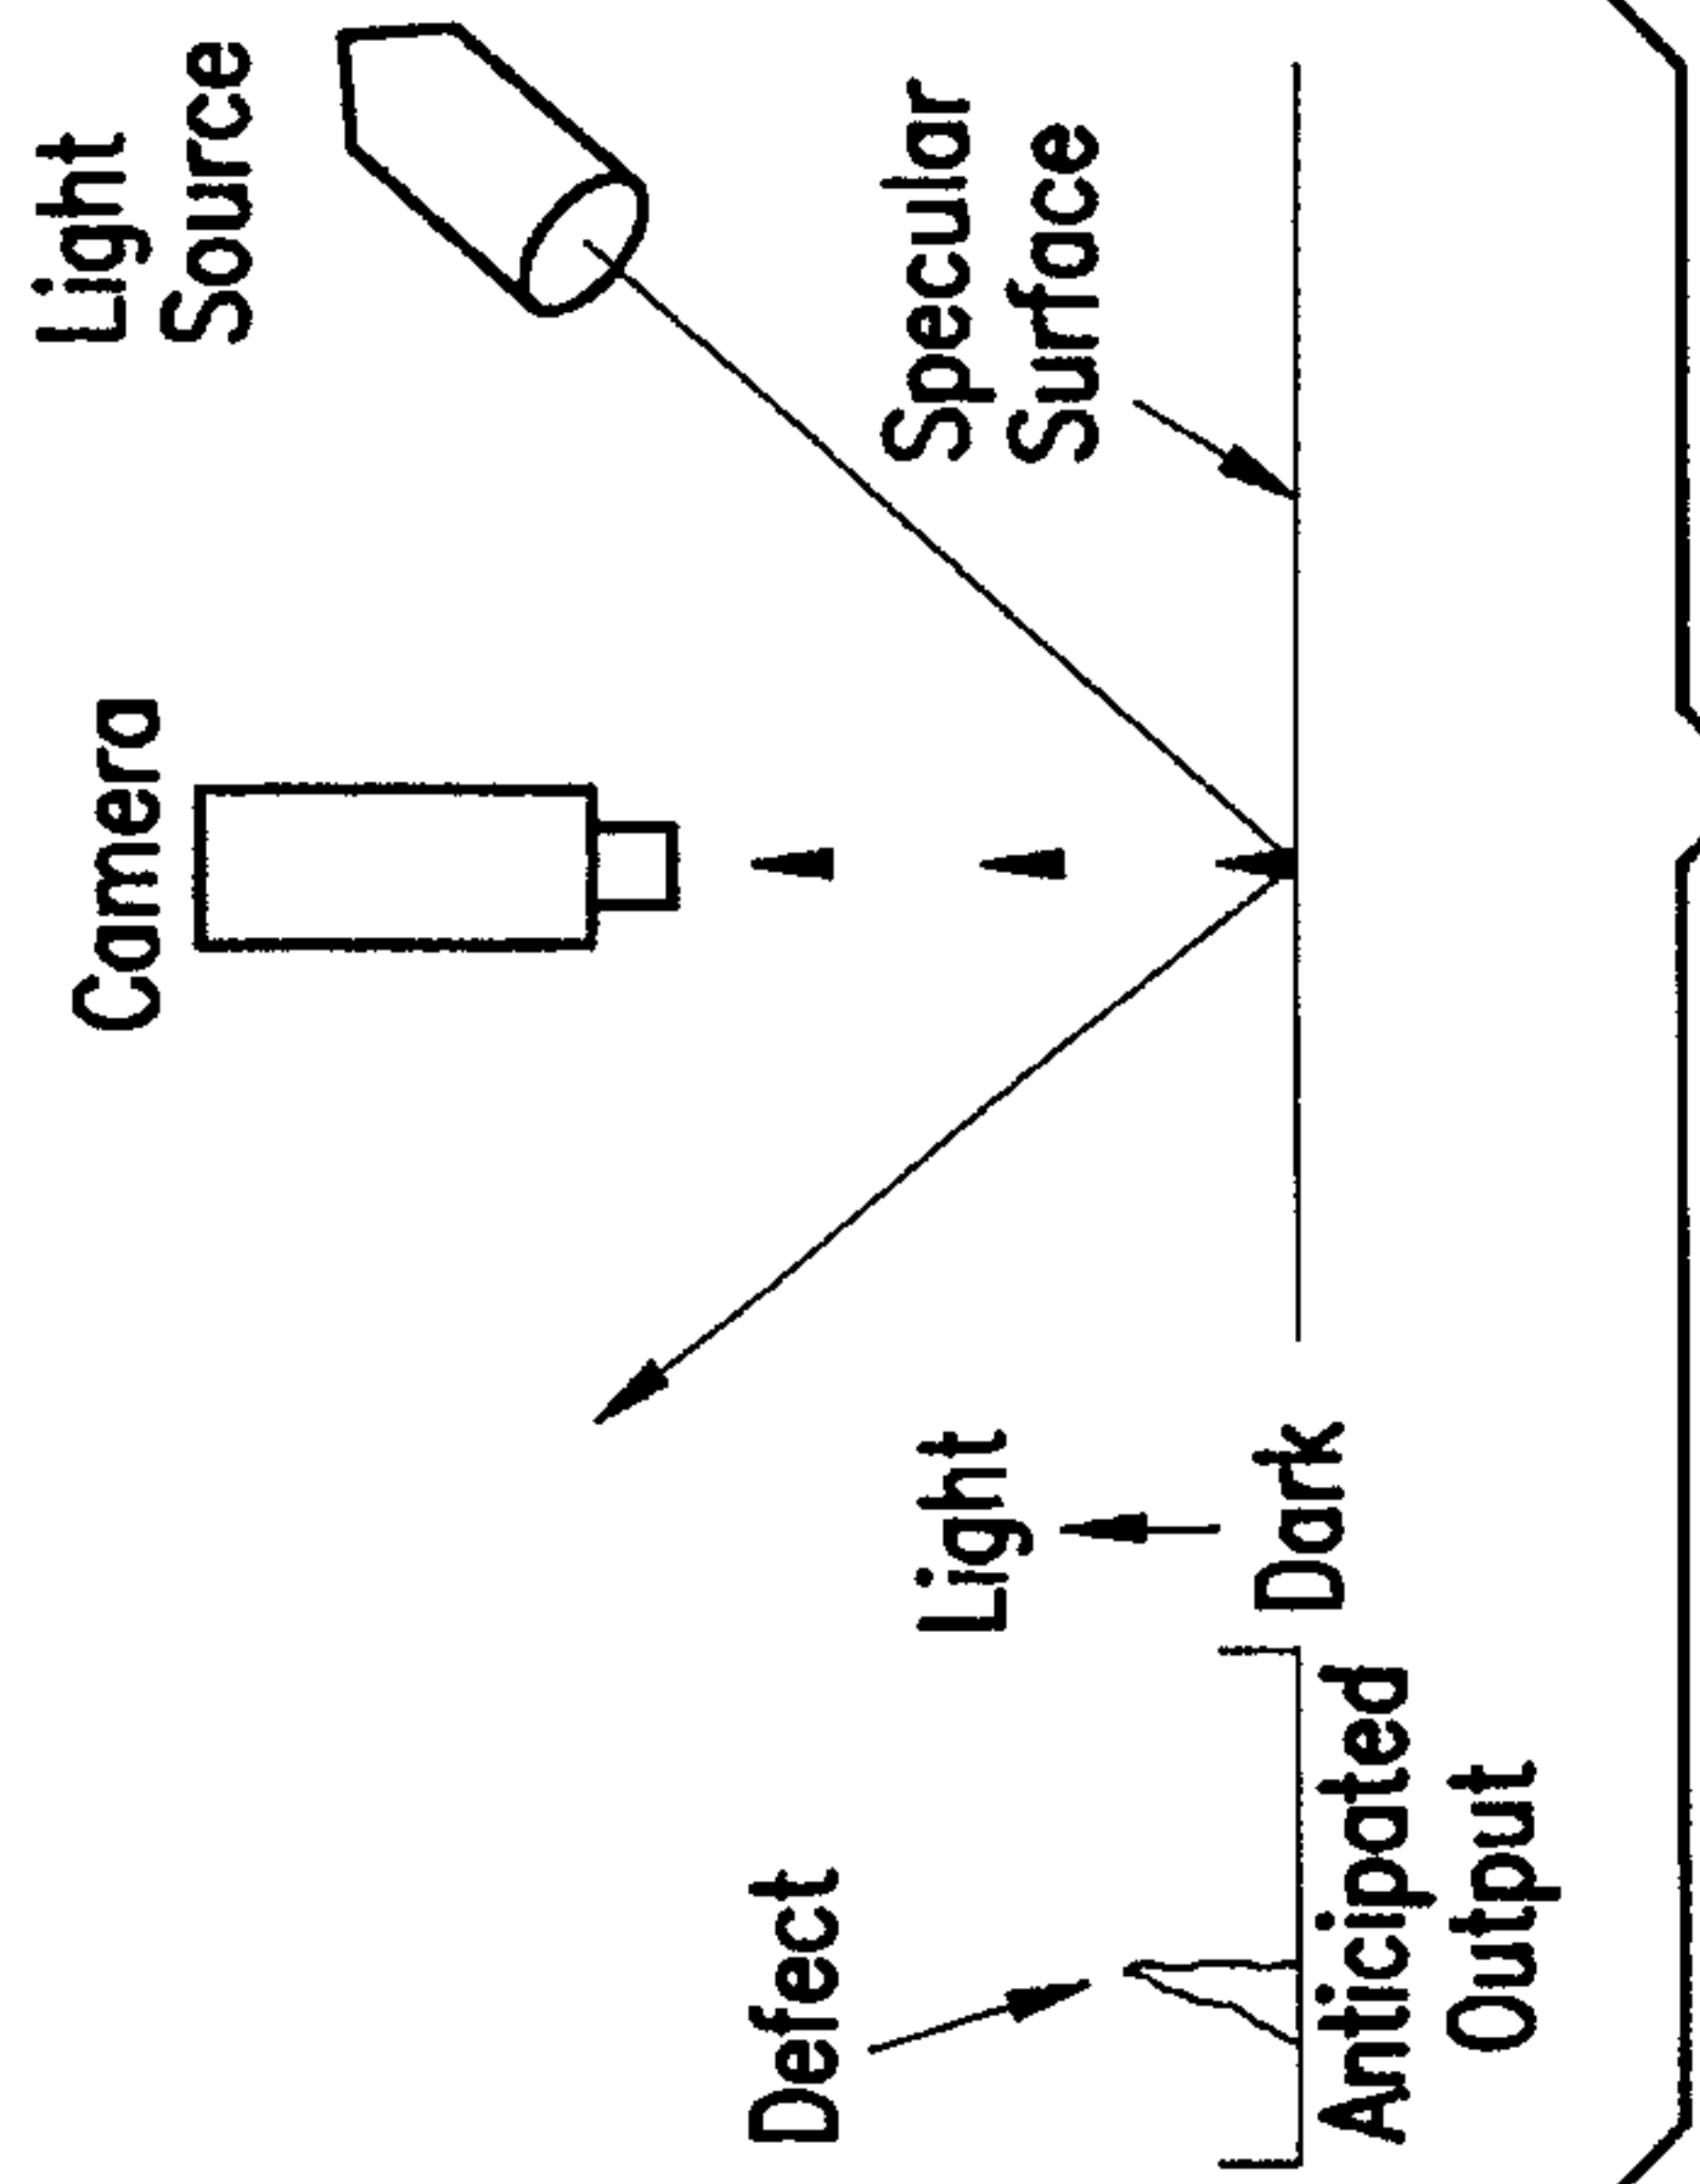 Light
Source
Camera
Specular
Surface
Defect
Light
Dark
Anticipated
Output